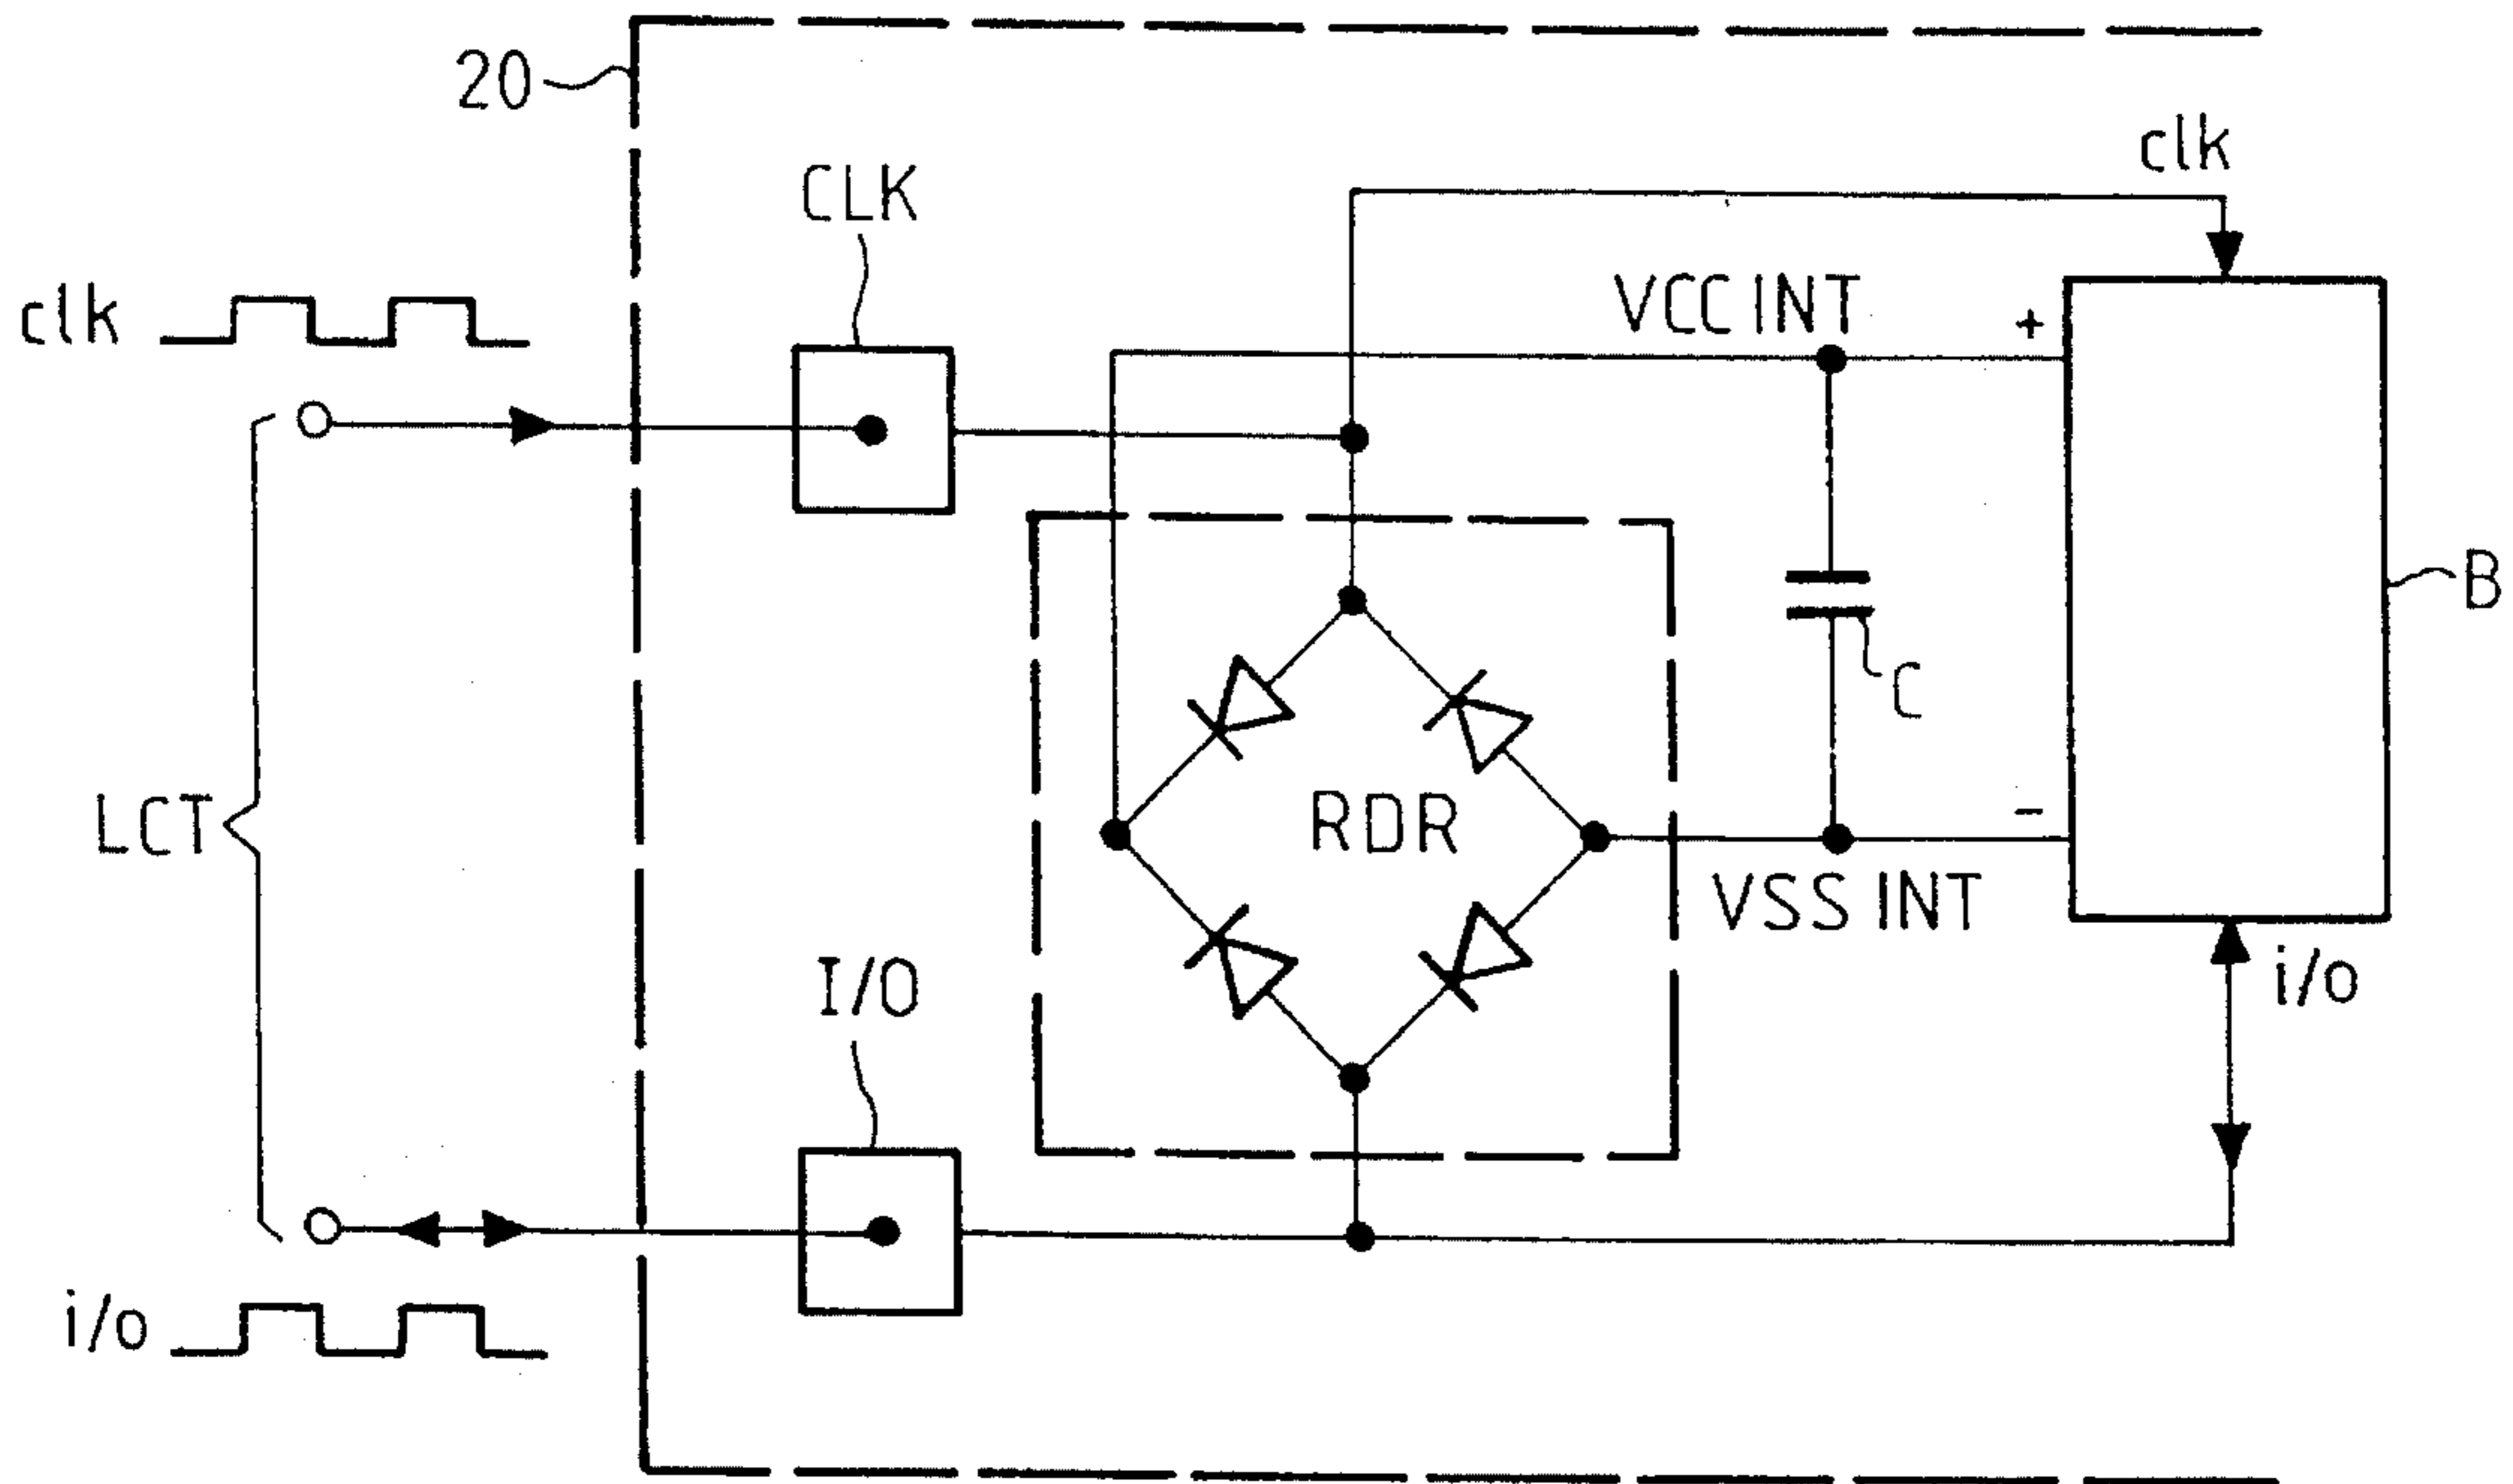 20
CLK
clk
clk
VCC INT
+
B
C
LCT
RDR
-
VSS INT
I/O
i/o
i/o